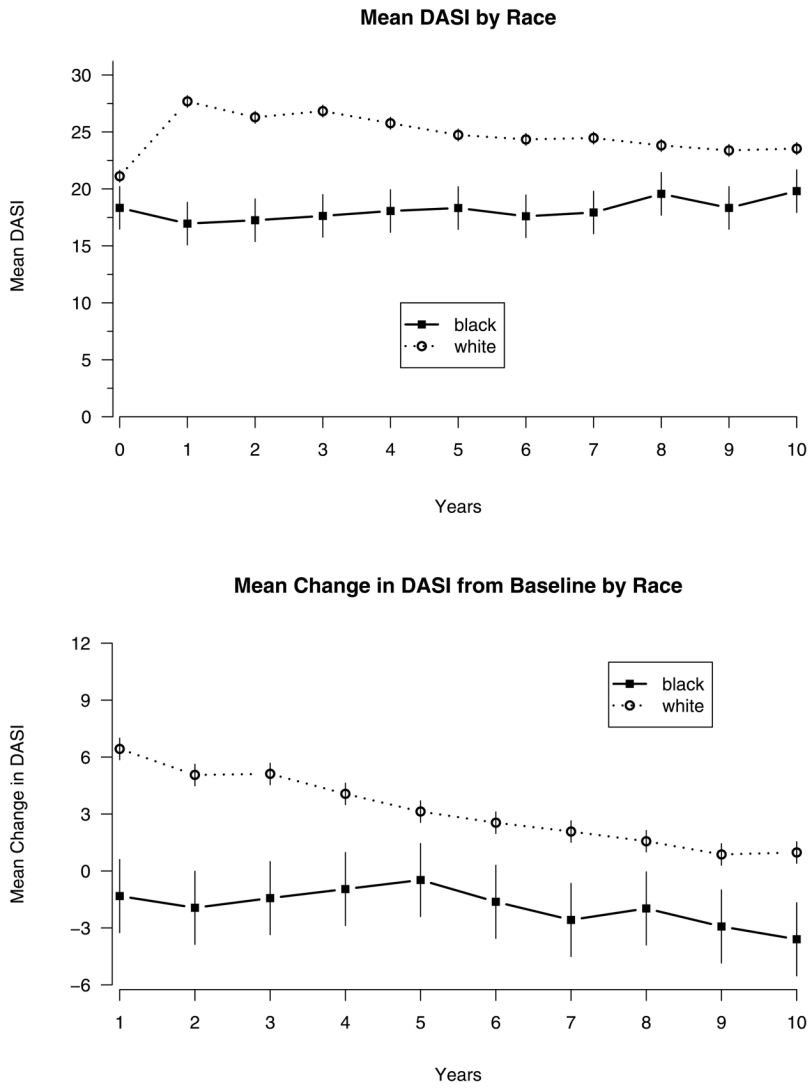 Mean DASI by Race
30
25
20
15
10
5
0
Mean DASI
black
white
0 1 2 3 4 5 6 7 8 9 10
Years
Mean Change in DASI from Baseline by Race
12
9
6
3
0
−3
−6
Mean Change in DASI
black
white
1 2 3 4 5 6 7 8 9 10
Years